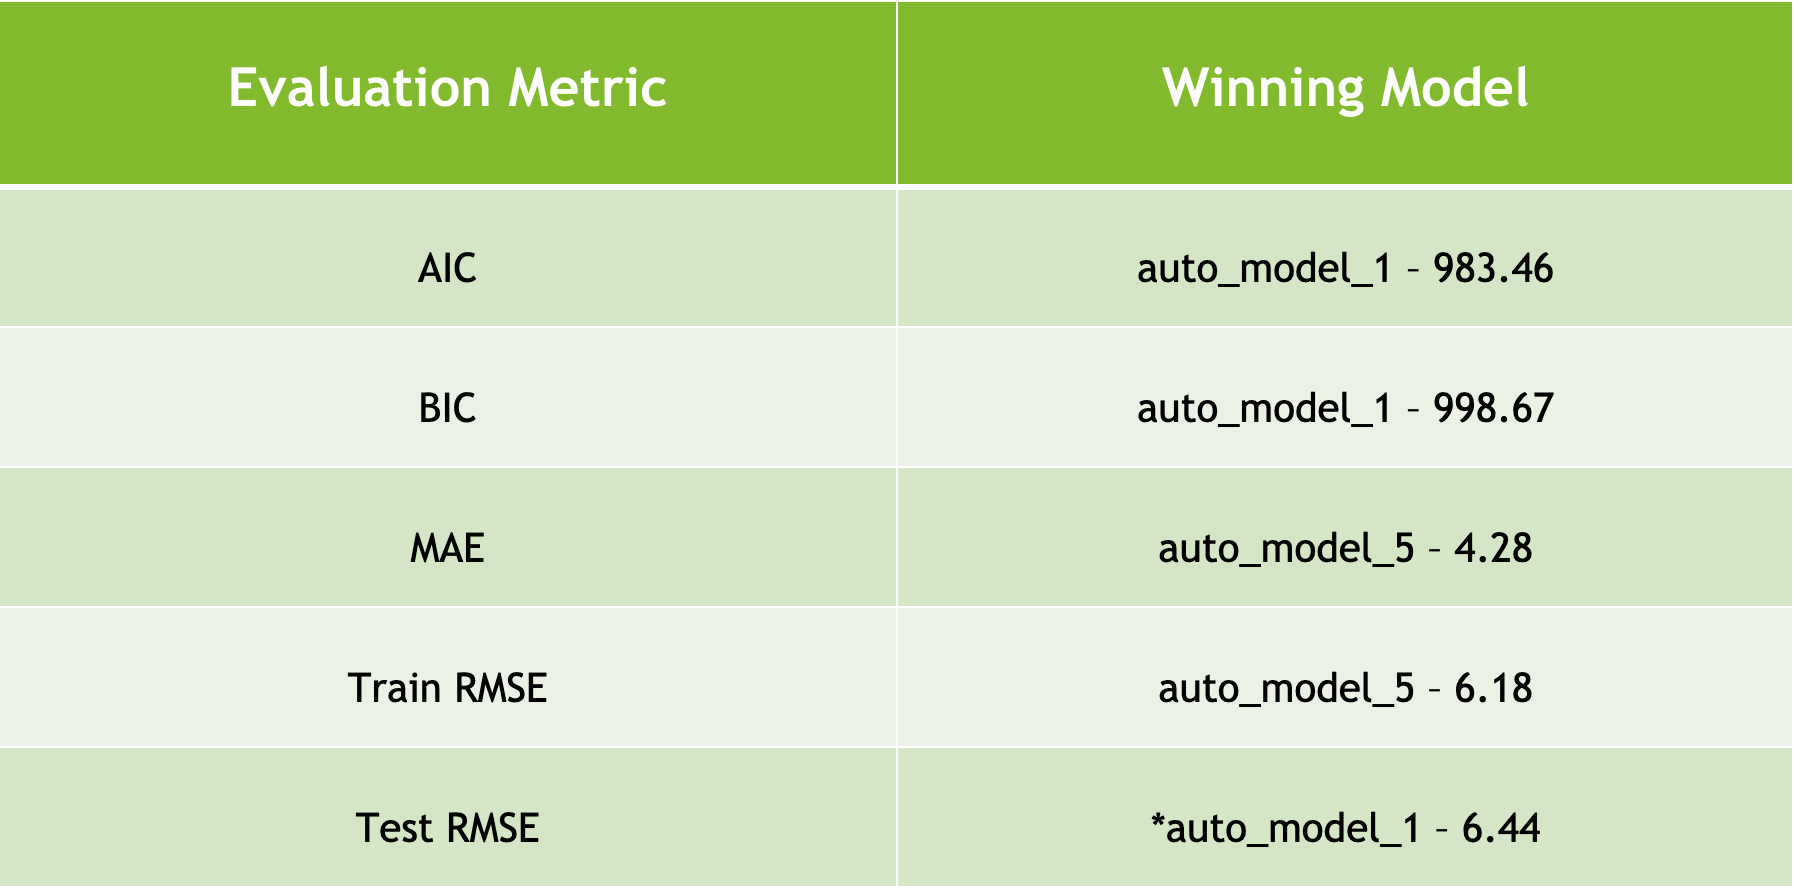 Evaluation Metric Winning Model
AIC auto_model_1 – 983.46
BIC auto_model_1 – 998.67
MAE auto_model_5 – 4.28
Train RMSE auto_model_5 – 6.18
Test RMSE *auto_model_1 – 6.44